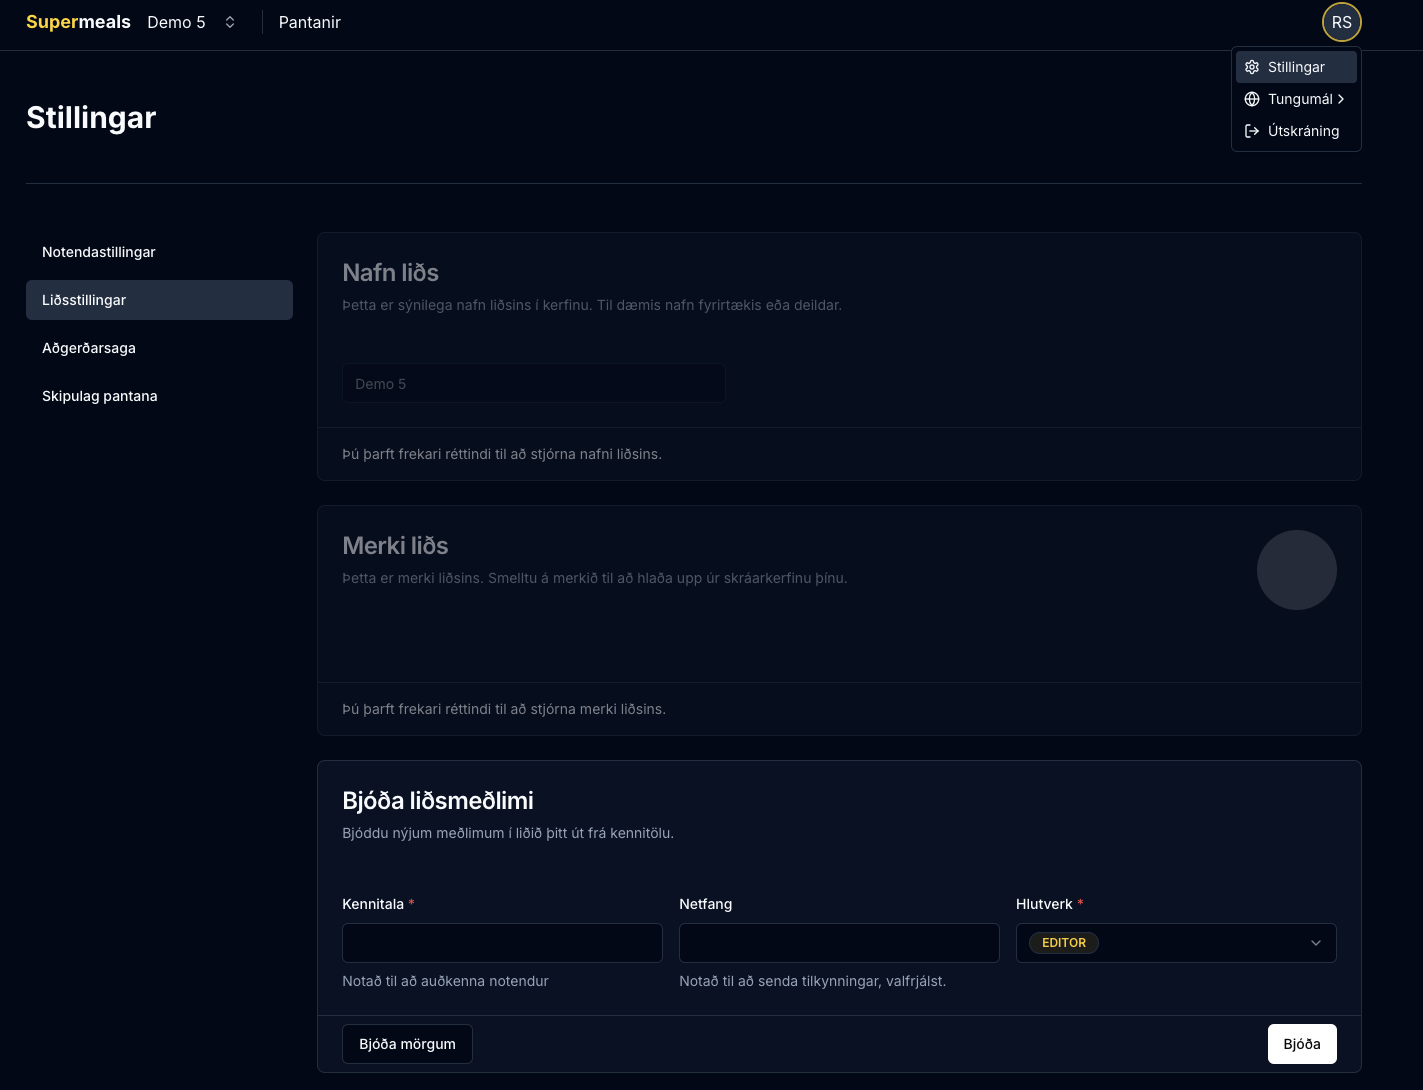 Supermeals Demo 5 Pantanir RS
Stillingar
Tungumál
Útskráning
Stillingar
Notendastillingar
Liðsstillingar
Aðgerðarsaga
Skipulag pantana
Nafn liðs
Þetta er sýnilega nafn liðsins í kerfinu. Til dæmis nafn fyrirtækis eða deildar.
Demo 5
Þú þarft frekari réttindi til að stjórna nafni liðsins.
Merki liðs
Þetta er merki liðsins. Smelltu á merkið til að hlaða upp úr skráarkerfinu þínu.
Þú þarft frekari réttindi til að stjórna merki liðsins.
Bjóða liðsmeðlimi
Bjóddu nýjum meðlimum í liðið þitt út frá kennitölu.
Kennitala * Netfang Hlutverk *
EDITOR
Notað til að auðkenna notendur Notað til að senda tilkynningar, valfrjálst.
Bjóða mörgum Bjóða